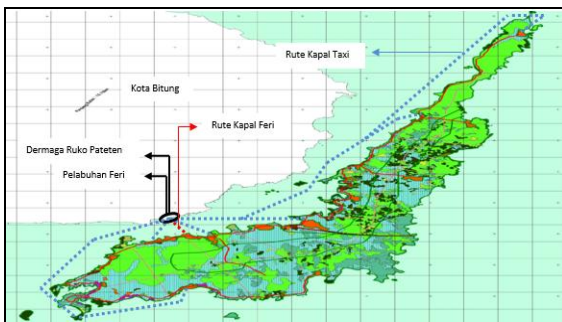 Rute Kapal Taxi
Kota Bitung
Rute Kapal Feri
Dermaga Ruko Pateten
Pelabuhan Feri